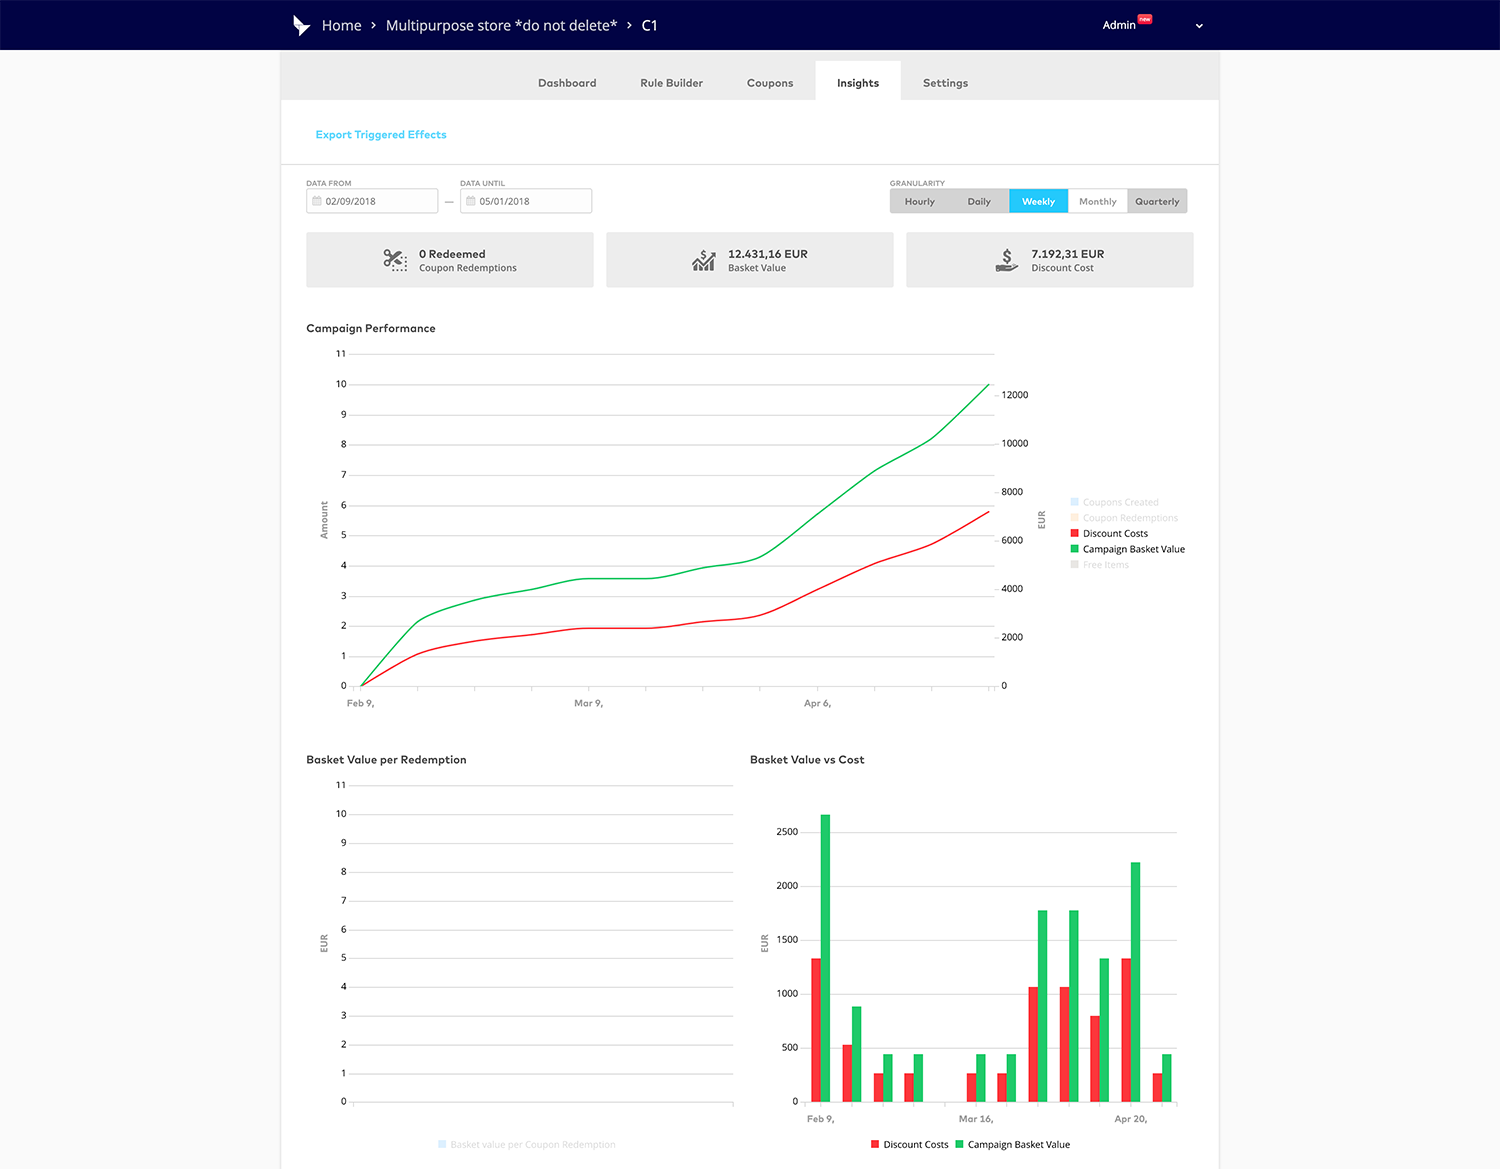 Home > Multipurpose store *do not delete* > C1
Admin new
Dashboard Rule Builder Coupons Insights Settings
Export Triggered Effects
DATA FROM DATA UNTIL GRANULARITY
02/09/2018 — 05/01/2018 Hourly Daily Weekly Monthly Quarterly
0 Redeemed
Coupon Redemptions
12.431,16 EUR
Basket Value
7.192,31 EUR
Discount Cost
Campaign Performance
11
10
9
8
7
6
5
4
3
2
1
0
Amount
12000
10000
8000
6000
4000
2000
0
EUR
Feb 9, Mar 9, Apr 6,
Coupons Created
Coupon Redemptions
Discount Costs
Campaign Basket Value
Free Items
Basket Value per Redemption
11
10
9
8
7
6
5
4
3
2
1
0
EUR
Basket value per Coupon Redemption
Basket Value vs Cost
2500
2000
1500
1000
500
0
EUR
Feb 9, Mar 16, Apr 20,
Discount Costs Campaign Basket Value